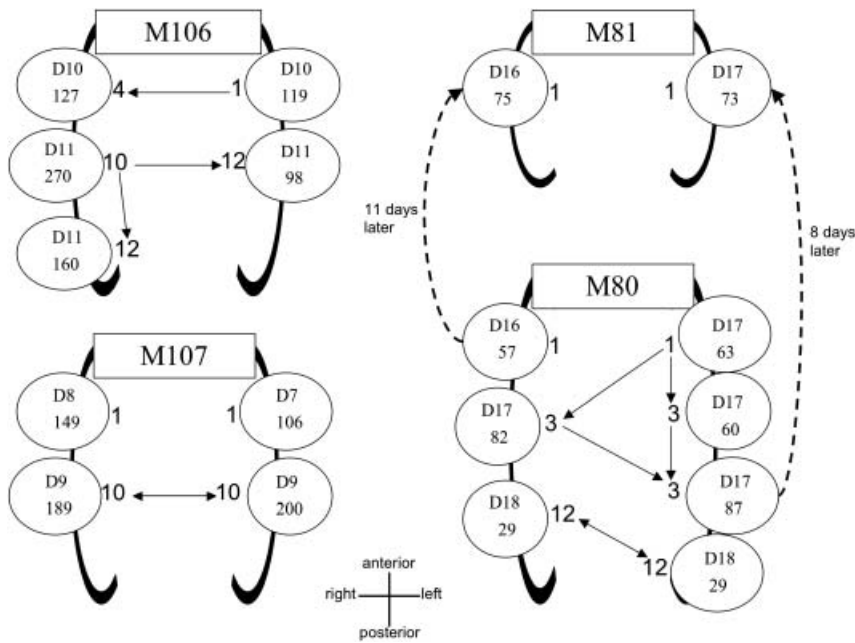 M106
D10
127
4
1
D10
119
D11
270
10
12
D11
98
D11
160
12
M107
D8
149
1
1
D7
106
D9
189
10
10
D9
200
M81
D16
75
1
1
D17
73
11 days
later
8 days
later
M80
D16
57
1
1
D17
63
D17
82
3
3
D17
60
3
D17
87
D18
29
12
12
D18
29
anterior
right
left
posterior